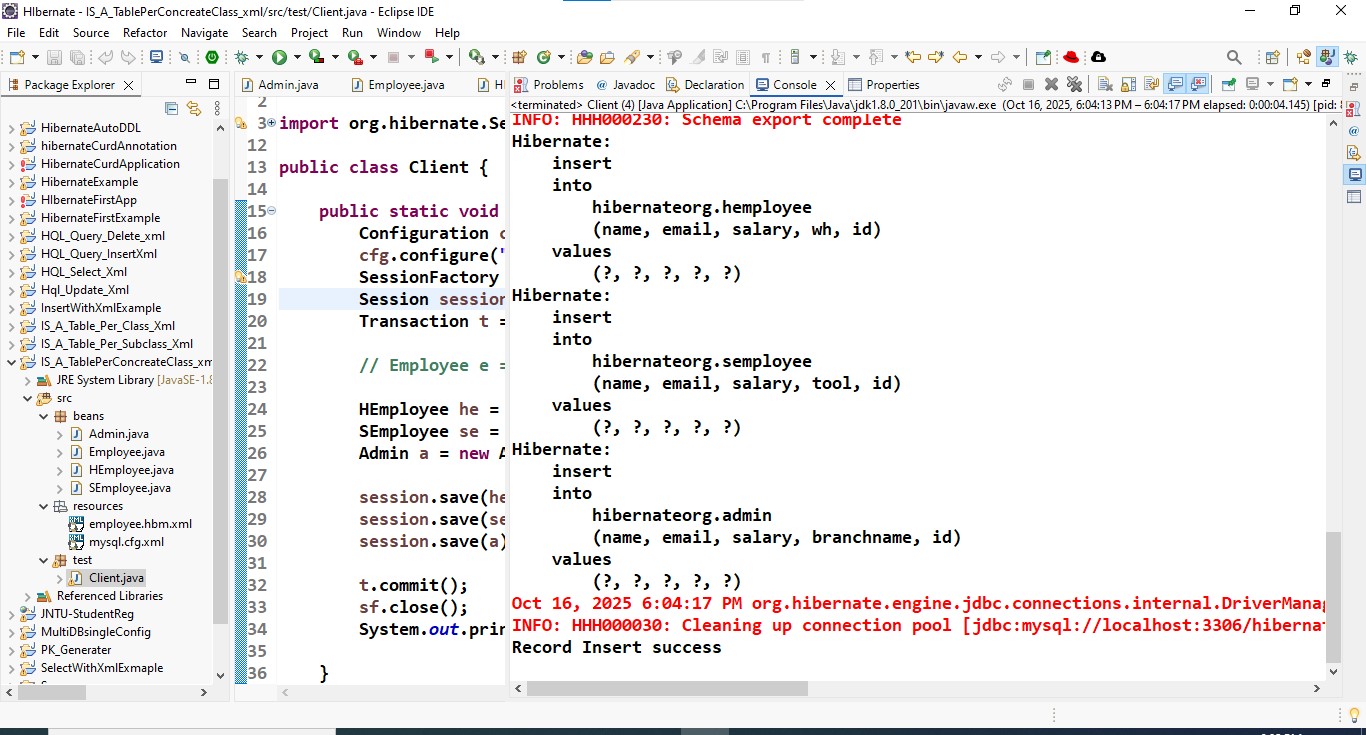 HIbernate - IS_A_TablePerConcreateClass_xml/src/test/Client.java - Eclipse IDE
File Edit Source Refactor Navigate Search Project Run Window Help
Package Explorer
HibernateAutoDDL
hibernateCurdAnnotation
HibernateCurdApplication
HibernateExample
HIbernateFirstApp
HibernateFirstExample
HQL_Query_Delete_xml
HQL_Query_InsertXml
HQL_Select_Xml
Hql_Update_Xml
InsertWithXmlExample
IS_A_Table_Per_Class_Xml
IS_A_Table_Per_Subclass_Xml
IS_A_TablePerConcreateClass_xm
JRE System Library [JavaSE-1.8
src
beans
Admin.java
Employee.java
HEmployee.java
SEmployee.java
resources
employee.hbm.xml
mysql.cfg.xml
test
Client.java
Referenced Libraries
JNTU-StudentReg
MultiDBsingleConfig
PK_Generater
SelectWithXmlExmaple
Admin.java Employee.java H
2
3 import org.hibernate.Se
12
13 public class Client {
14
15 public static void
16 Configuration c
17 cfg.configure("
18 SessionFactory
19 Session session
20 Transaction t =
21
22 // Employee e =
23
24 HEmployee he =
25 SEmployee se =
26 Admin a = new A
27
28 session.save(he
29 session.save(se
30 session.save(a)
31
32 t.commit();
33 sf.close();
34 System.out.prin
35
36 }
Problems Javadoc Declaration Console Properties
<terminated> Client (4) [Java Application] C:\Program Files\Java\jdk1.8.0_201\bin\javaw.exe (Oct 16, 2025, 6:04:13 PM – 6:04:17 PM elapsed: 0:00:04.145) [pid:
INFO: HHH000230: Schema export complete
Hibernate:
insert
into
hibernateorg.hemployee
(name, email, salary, wh, id)
values
(?, ?, ?, ?, ?)
Hibernate:
insert
into
hibernateorg.semployee
(name, email, salary, tool, id)
values
(?, ?, ?, ?, ?)
Hibernate:
insert
into
hibernateorg.admin
(name, email, salary, branchname, id)
values
(?, ?, ?, ?, ?)
Oct 16, 2025 6:04:17 PM org.hibernate.engine.jdbc.connections.internal.DriverManag
INFO: HHH000030: Cleaning up connection pool [jdbc:mysql://localhost:3306/hibernat
Record Insert success